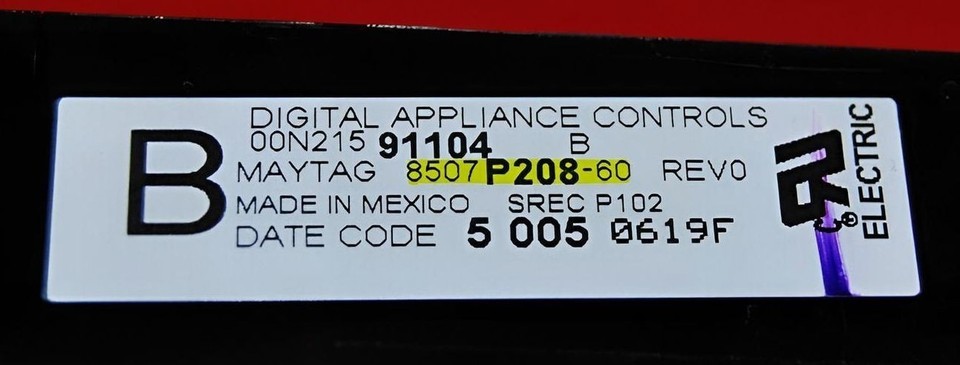 B
DIGITAL APPLIANCE CONTROLS
00N215 91104 B
MAYTAG 8507P208-60 REV0
MADE IN MEXICO SREC P102
DATE CODE 5 005 0619F
ELECTRIC